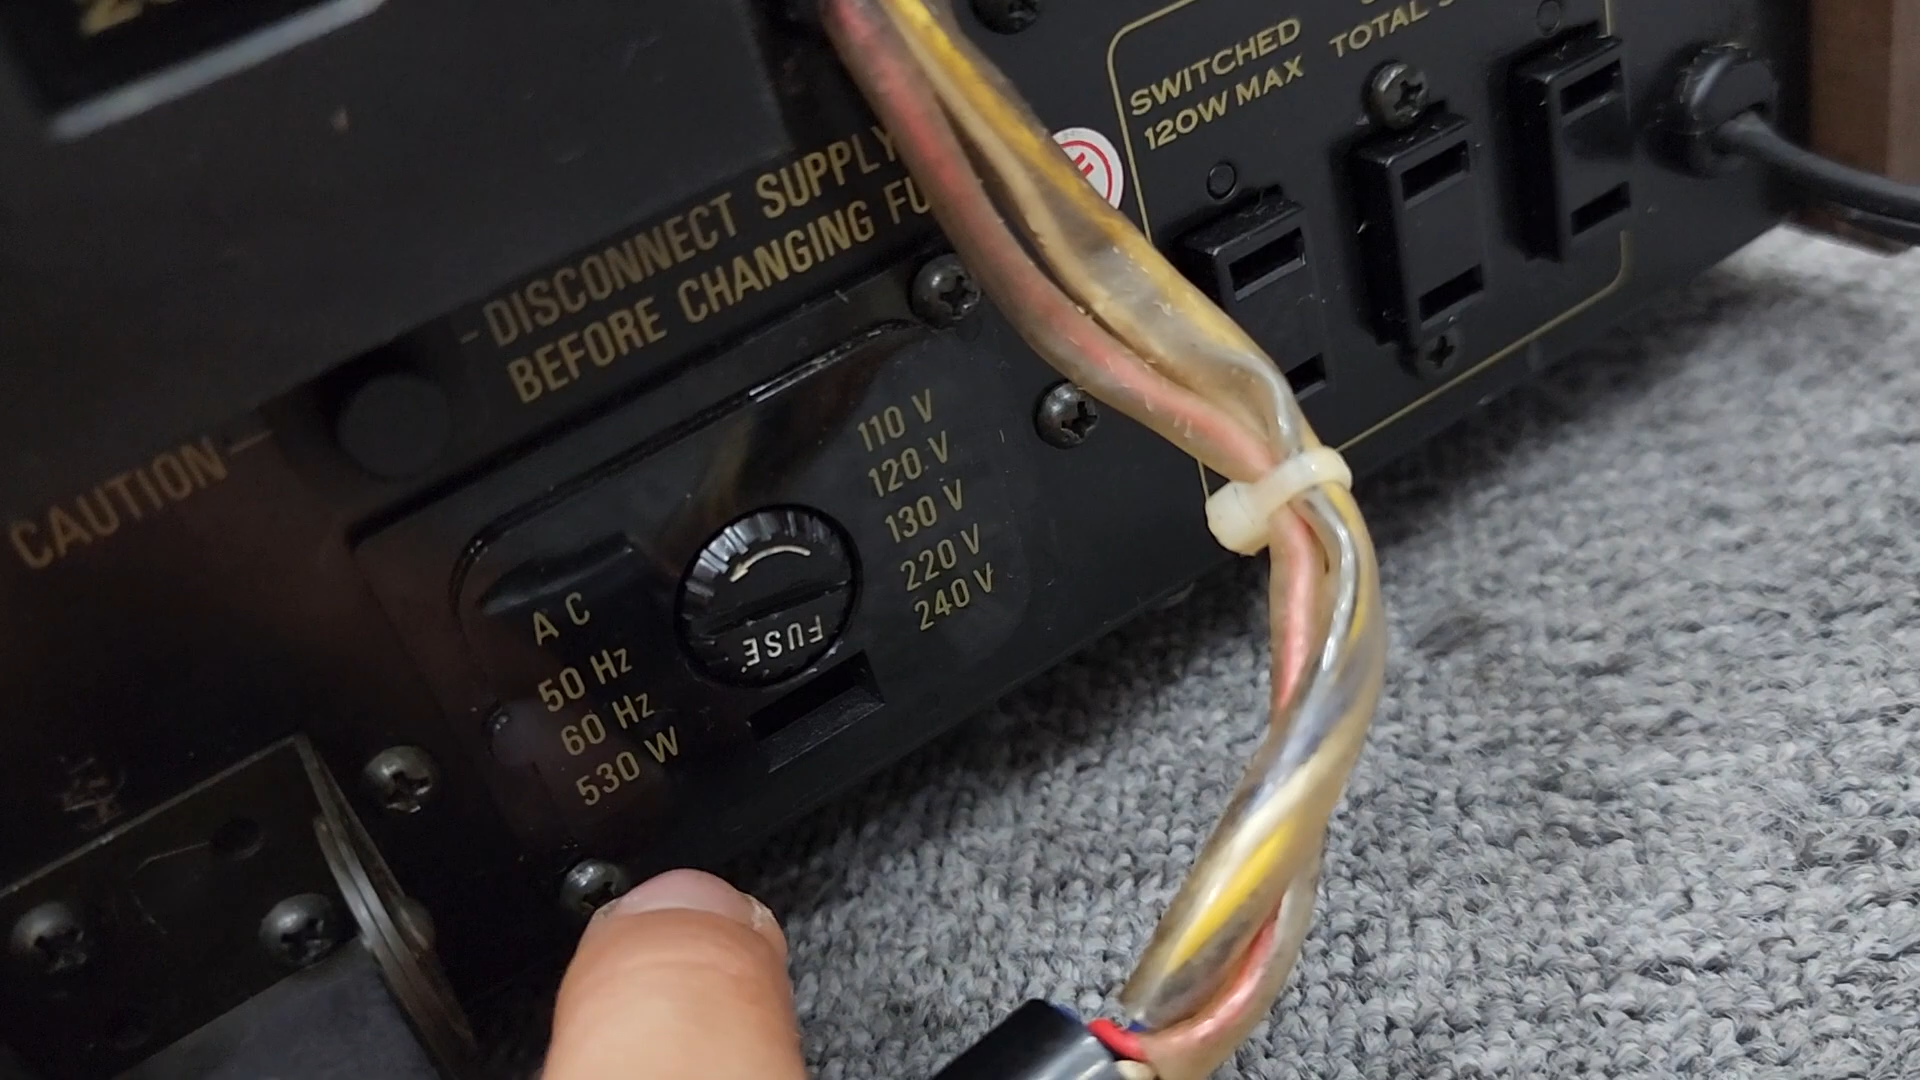 SWITCHED
120W MAX
TOTAL
-DISCONNECT SUPPLY
BEFORE CHANGING
CAUTION-
110 V
120 V
130 V
220 V
240 V
FUSE
A C
50 Hz
60 Hz
530 W